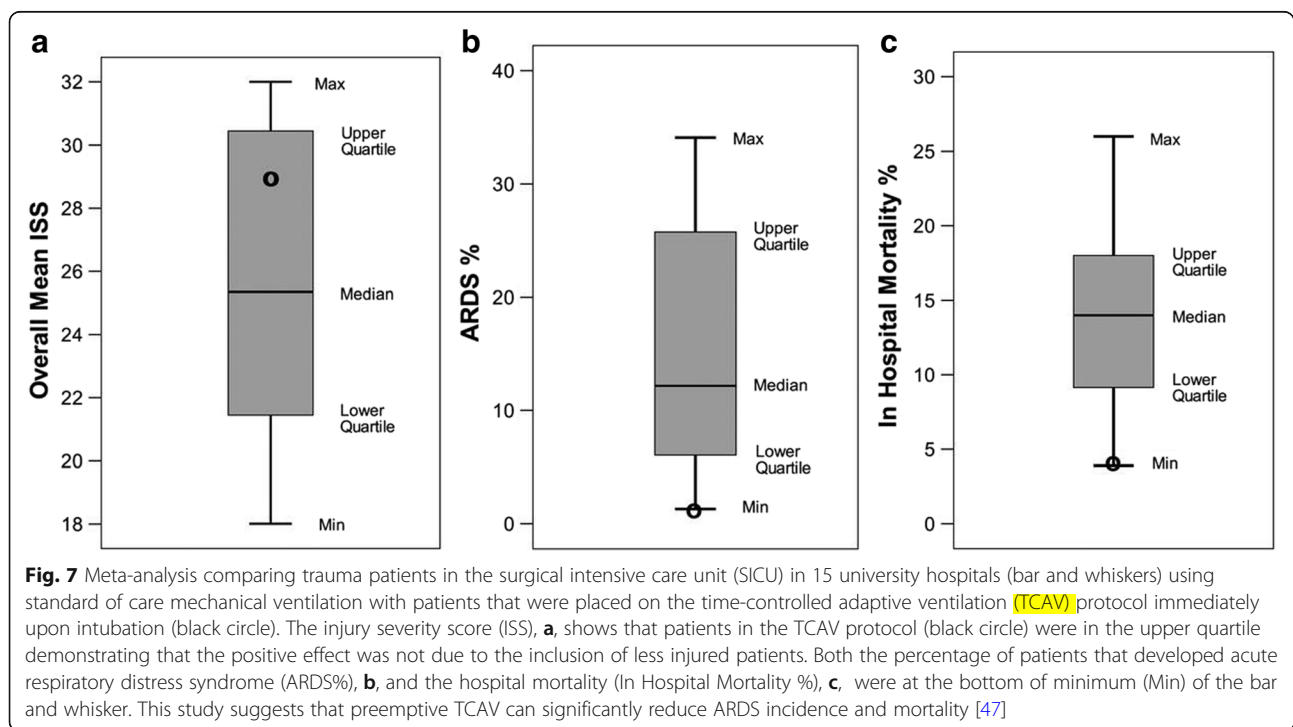 a
Overall Mean ISS
32
30
28
26
24
22
20
18
Max
Upper
Quartile
o
Median
Lower
Quartile
Min
b
ARDS %
40
30
20
10
0
Max
Upper
Quartile
Median
Lower
Quartile
Min
o
c
In Hospital Mortality %
30
25
20
15
10
5
0
Max
Upper
Quartile
Median
Lower
Quartile
Min
o
Fig. 7 Meta-analysis comparing trauma patients in the surgical intensive care unit (SICU) in 15 university hospitals (bar and whiskers) using
standard of care mechanical ventilation with patients that were placed on the time-controlled adaptive ventilation (TCAV) protocol immediately
upon intubation (black circle). The injury severity score (ISS), a, shows that patients in the TCAV protocol (black circle) were in the upper quartile
demonstrating that the positive effect was not due to the inclusion of less injured patients. Both the percentage of patients that developed acute
respiratory distress syndrome (ARDS%), b, and the hospital mortality (In Hospital Mortality %), c, were at the bottom of minimum (Min) of the bar
and whisker. This study suggests that preemptive TCAV can significantly reduce ARDS incidence and mortality [47]